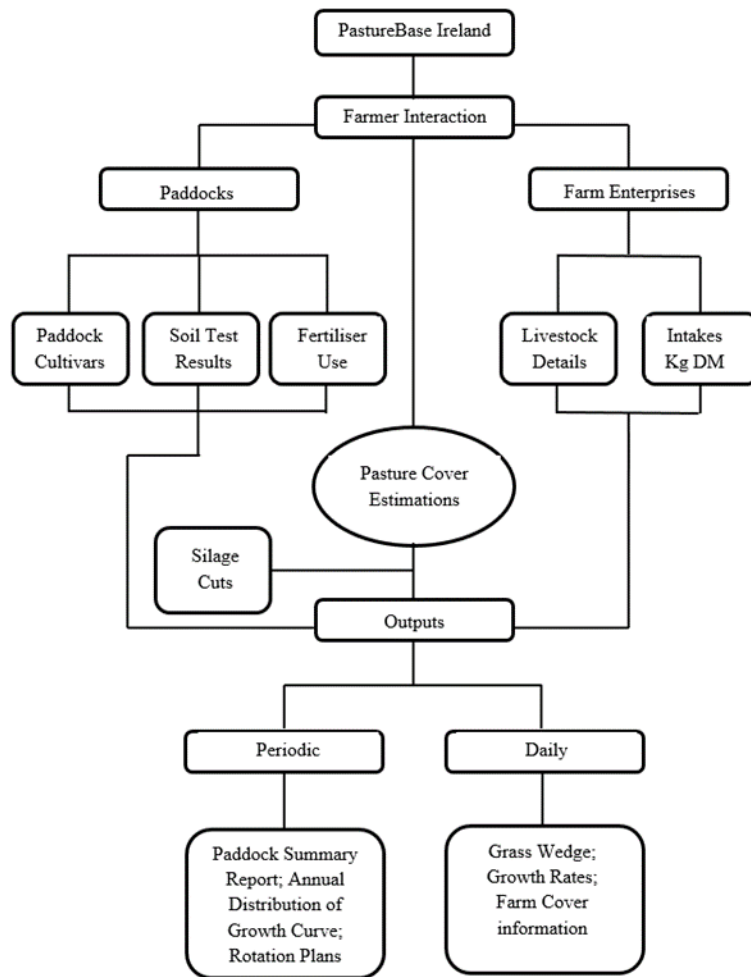 PastureBase Ireland
Farmer Interaction
Paddocks
Farm Enterprises
Paddock
Cultivars
Soil Test
Results
Fertiliser
Use
Livestock
Details
Intakes
Kg DM
Pasture Cover
Estimations
Silage
Cuts
Outputs
Periodic
Daily
Paddock Summary
Report; Annual
Distribution of
Growth Curve;
Rotation Plans
Grass Wedge;
Growth Rates;
Farm Cover
information